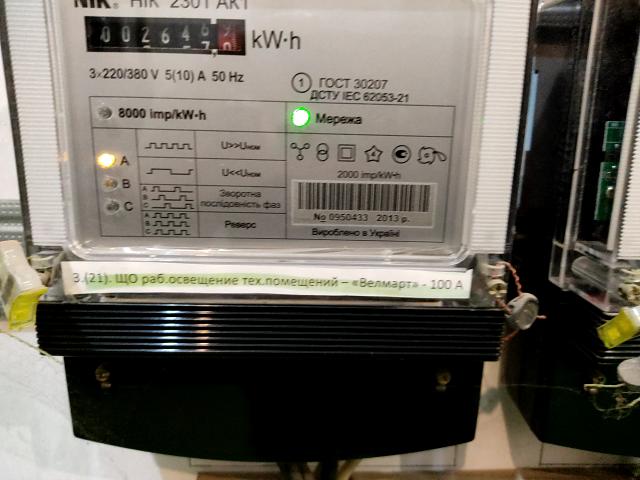 NIK НІК 2301 АК1
kW·h
3×220/380 V 5(10) A 50 Hz
1 ГОСТ 30207
ДСТУ IEC 62053-21
8000 imp/kW·h
Мережа
A
B
C
U>>Uном
U<<Uном
A
B
C
Зворотна
послідовність фаз
A
B
C
Реверс
2000 imp/kW·h
No 0950433 2013 р.
Вироблено в Україні
3.(21). ЩО раб.освещение тех.помещений – «Велмарт» - 100 А